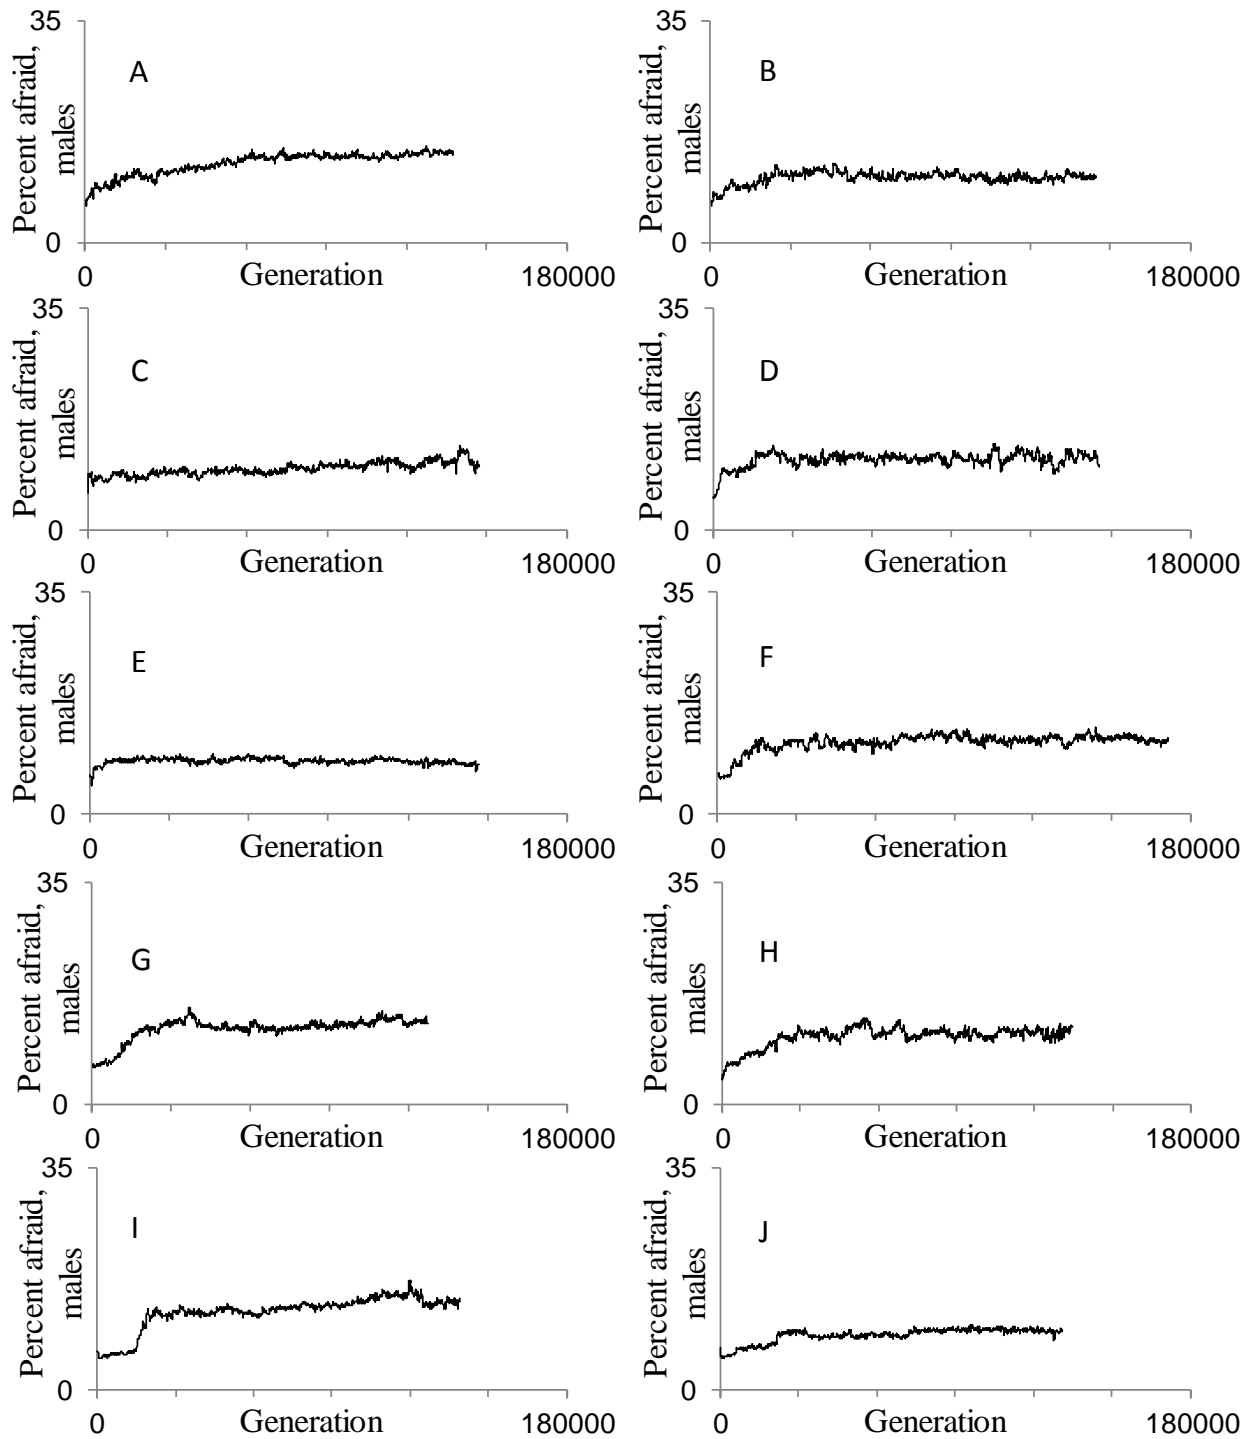 35
A
Percent afraid,
males
0
0
Generation
180000
35
B
Percent afraid,
males
0
0
Generation
180000
35
C
Percent afraid,
males
0
0
Generation
180000
35
D
Percent afraid,
males
0
0
Generation
180000
35
E
Percent afraid,
males
0
0
Generation
180000
35
F
Percent afraid,
males
0
0
Generation
180000
35
G
Percent afraid,
males
0
0
Generation
180000
35
H
Percent afraid,
males
0
0
Generation
180000
35
I
Percent afraid,
males
0
0
Generation
180000
35
J
Percent afraid,
males
0
0
Generation
180000